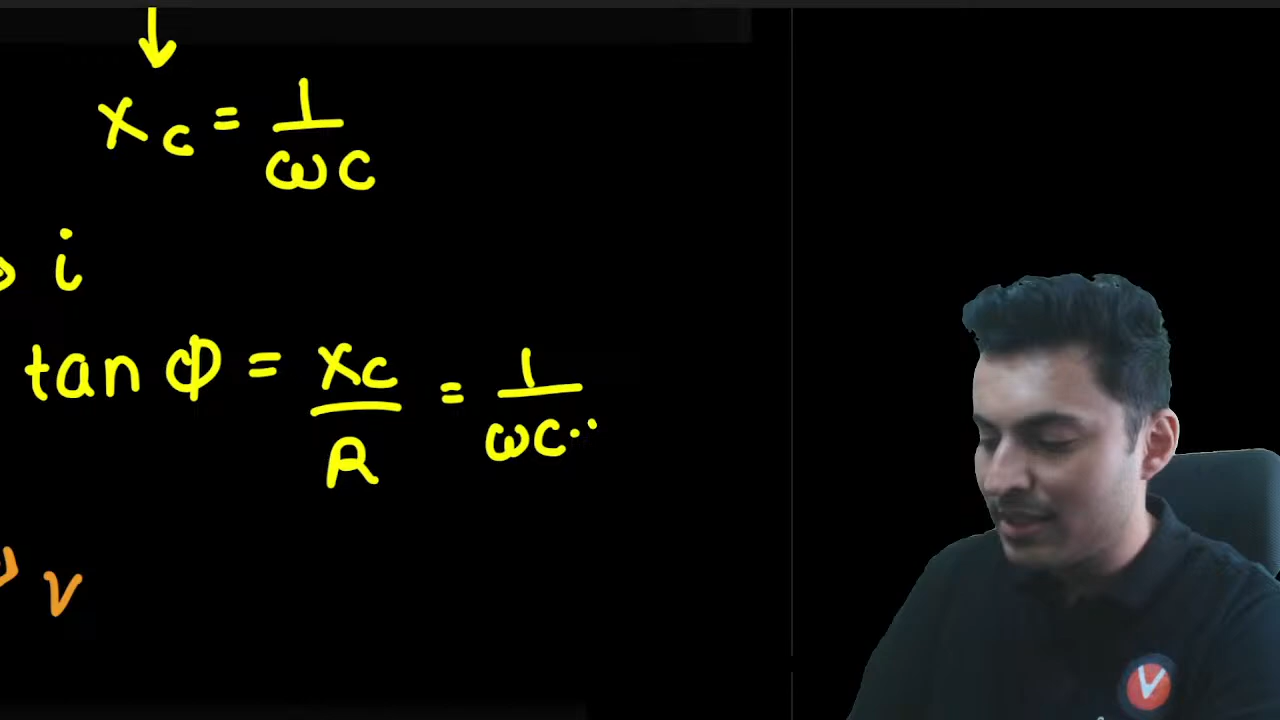 ↓
x_c = 1/ωC
i
tan Φ = x_c/R = 1/ωC··
v
V